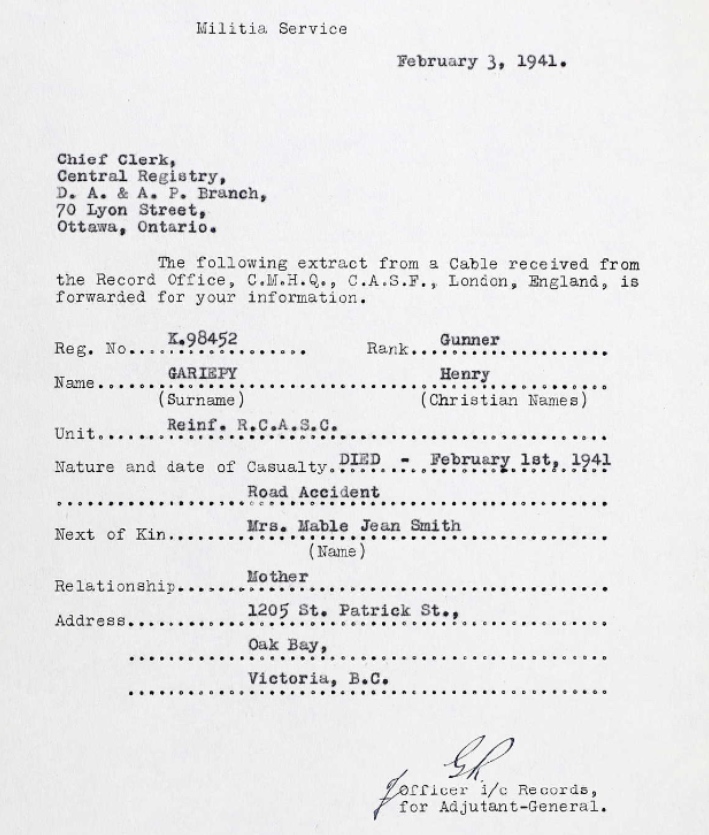 Militia Service
February 3, 1941.
Chief Clerk,
Central Registry,
D. A. & A. P. Branch,
70 Lyon Street,
Ottawa, Ontario.
The following extract from a Cable received from
the Record Office, C.M.H.Q., C.A.S.F., London, England, is
forwarded for your information.
Reg. No. K.98452 Rank Gunner
Name GARIEPY Henry
(Surname) (Christian Names)
Unit Reinf. R.C.A.S.C.
Nature and date of Casualty. DIED - February 1st, 1941
Road Accident
Next of Kin Mrs. Mable Jean Smith
(Name)
Relationship Mother
Address 1205 St. Patrick St.,
Oak Bay,
Victoria, B.C.
Officer i/c Records,
for Adjutant-General.